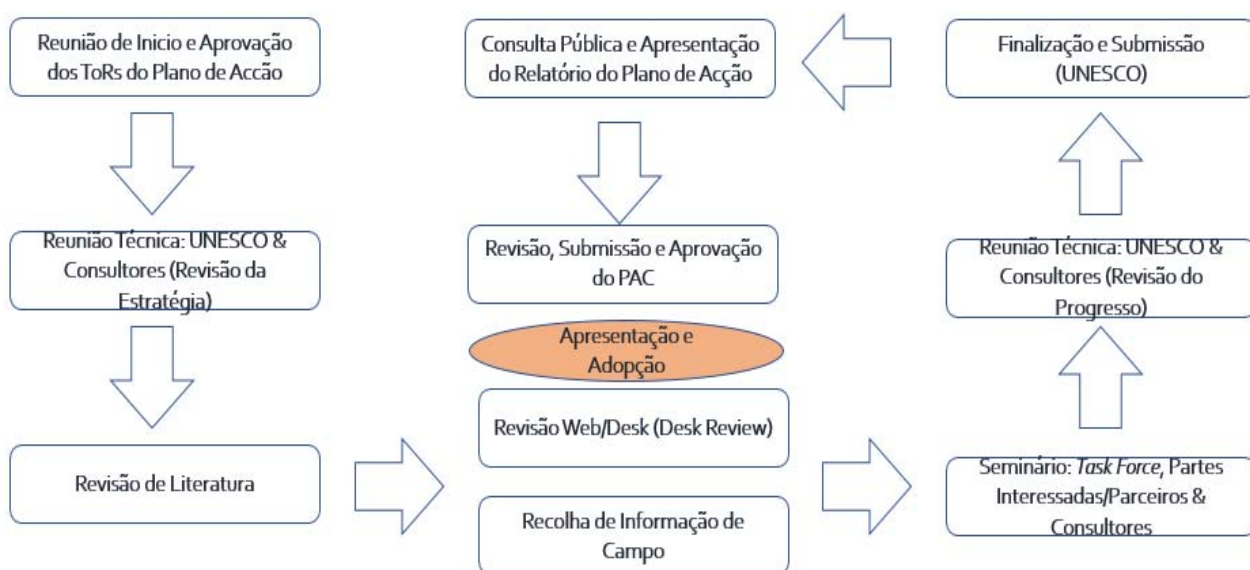 Reunião de Inicio e Aprovação
dos ToRs do Plano de Accão
Reunião Técnica: UNESCO &
Consultores (Revisão da
Estratégia)
Revisão de Literatura
Consulta Pública e Apresentação
do Relatório do Plano de Acção
Revisão, Submissão e Aprovação
do PAC
Apresentação e
Adopção
Revisão Web/Desk (Desk Review)
Recolha de Informação de
Campo
Finalização e Submissão
(UNESCO)
Reunião Técnica: UNESCO &
Consultores (Revisão do
Progresso)
Seminário: Task Force, Partes
Interessadas/Parceiros &
Consultores